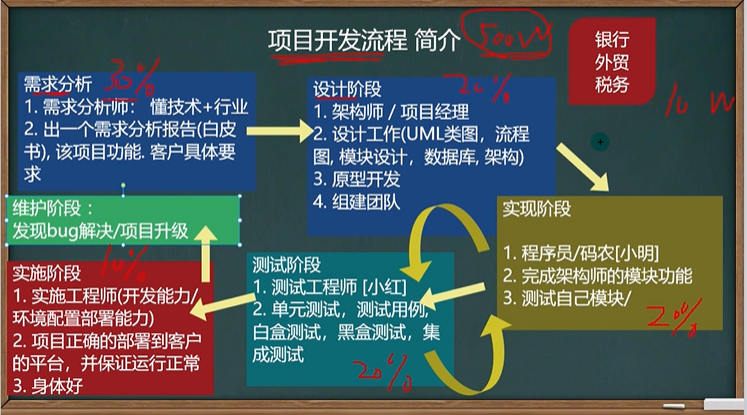 项目开发流程 简介
500W
银行
外贸
税务
10 W
需求分析
30%
1. 需求分析师： 懂技术+行业
2. 出一个需求分析报告(白皮
书), 该项目功能. 客户具体要
求
设计阶段
20%
1. 架构师 / 项目经理
2. 设计工作(UML类图，流程
图, 模块设计，数据库, 架构)
3. 原型开发
4. 组建团队
实现阶段
1. 程序员/码农[小明]
2. 完成架构师的模块功能
3. 测试自己模块/
20%
测试阶段
1. 测试工程师 [小红]
2. 单元测试，测试用例,
白盒测试，黑盒测试，集
成测试
20%
实施阶段
10%
1. 实施工程师(开发能力/
环境配置部署能力)
2. 项目正确的部署到客户
的平台，并保证运行正常
3. 身体好
维护阶段：
发现bug解决/项目升级